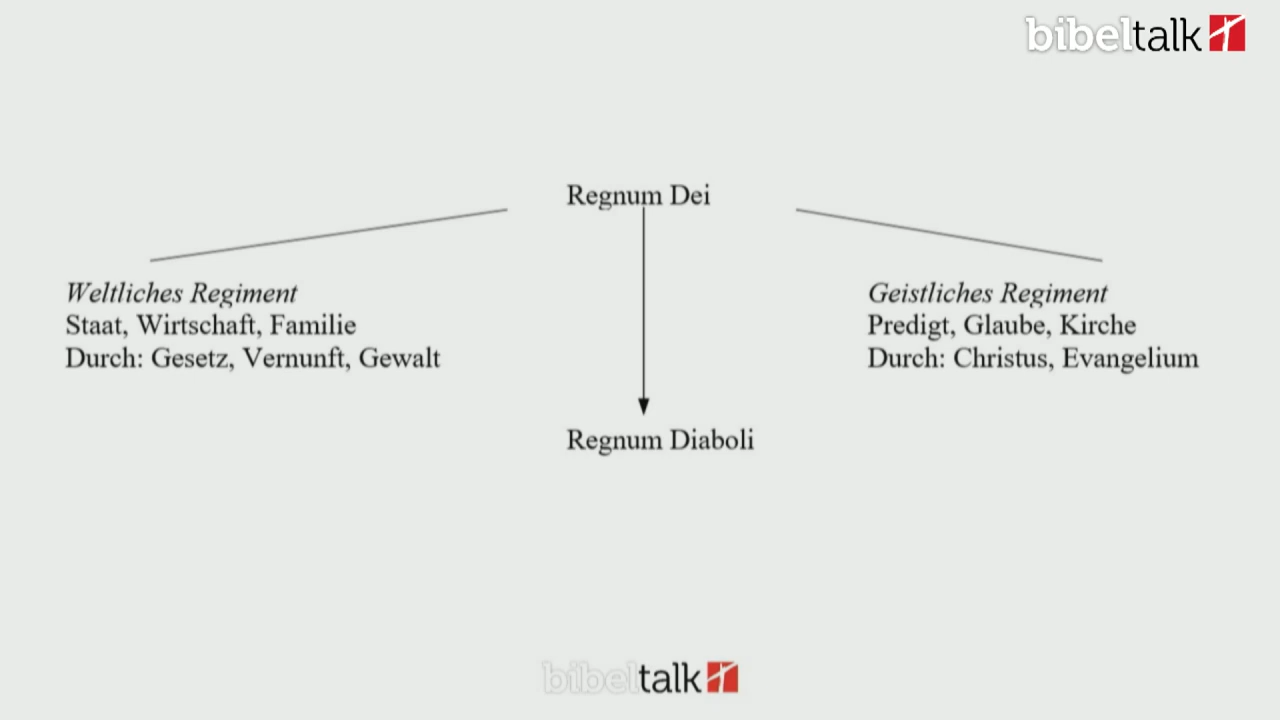 bibeltalk
Regnum Dei
Weltliches Regiment
Staat, Wirtschaft, Familie
Durch: Gesetz, Vernunft, Gewalt
Geistliches Regiment
Predigt, Glaube, Kirche
Durch: Christus, Evangelium
Regnum Diaboli
bibeltalk